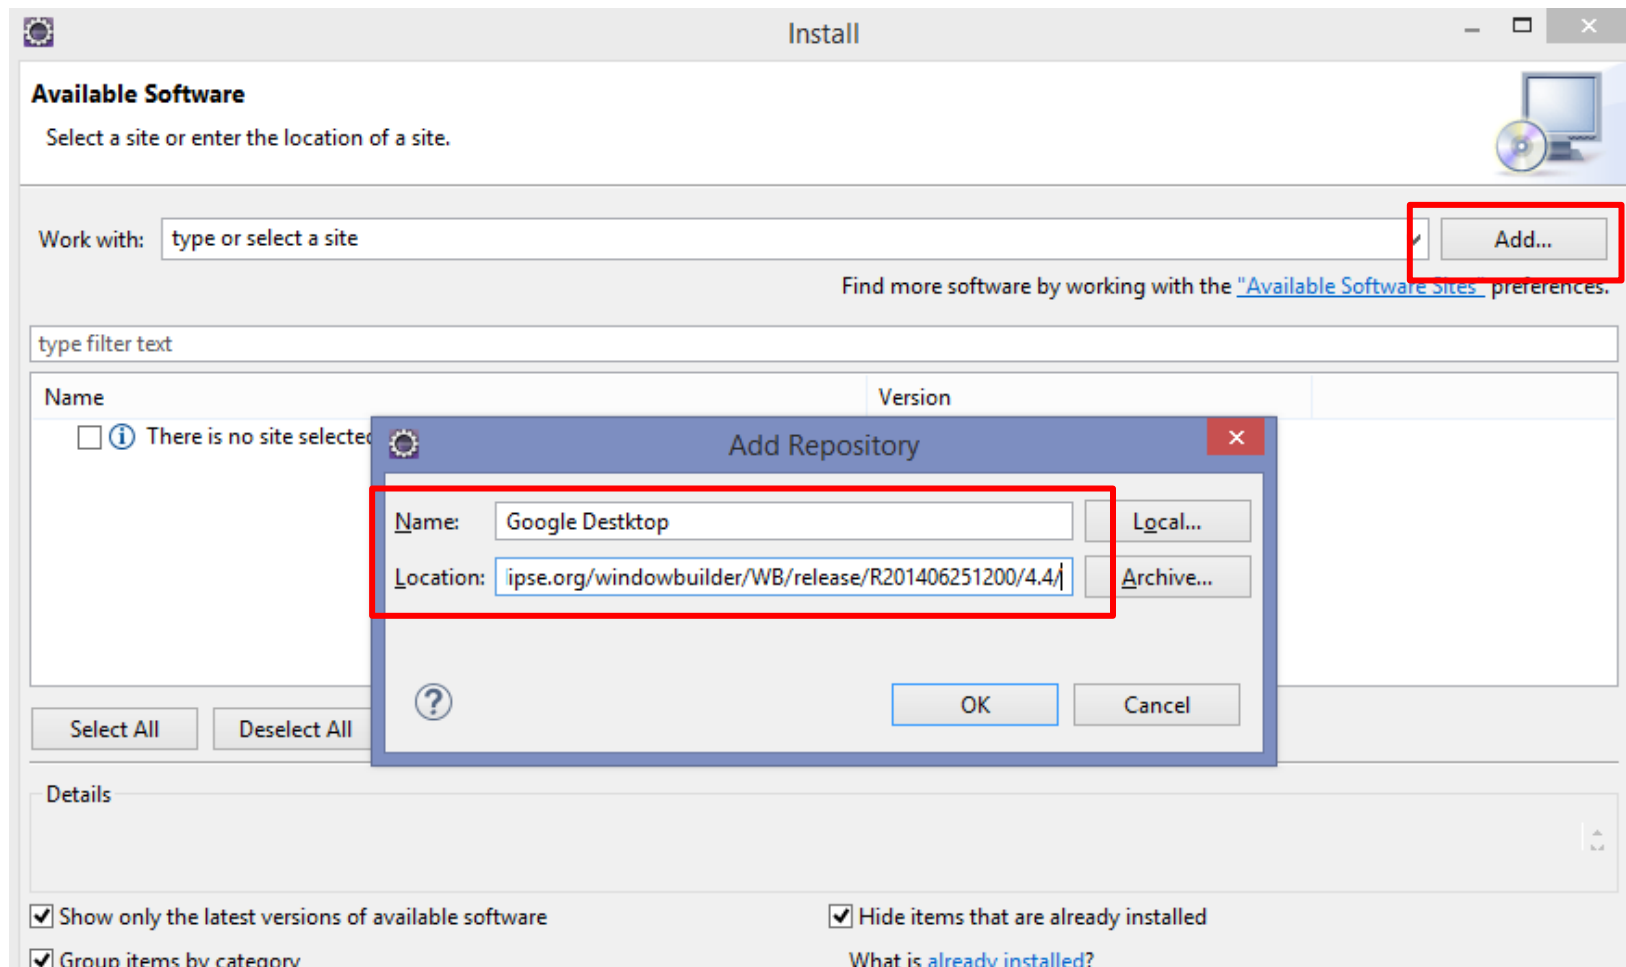 Install
Available Software
Select a site or enter the location of a site.
Work with: type or select a site Add...
Find more software by working with the "Available Software Sites" preferences.
type filter text
Name Version
There is no site selected
Add Repository
Name: Google Destktop Local...
Location: lipse.org/windowbuilder/WB/release/R201406251200/4.4/ Archive...
OK Cancel
Select All Deselect All
Details
Show only the latest versions of available software Hide items that are already installed
Group items by category What is already installed?